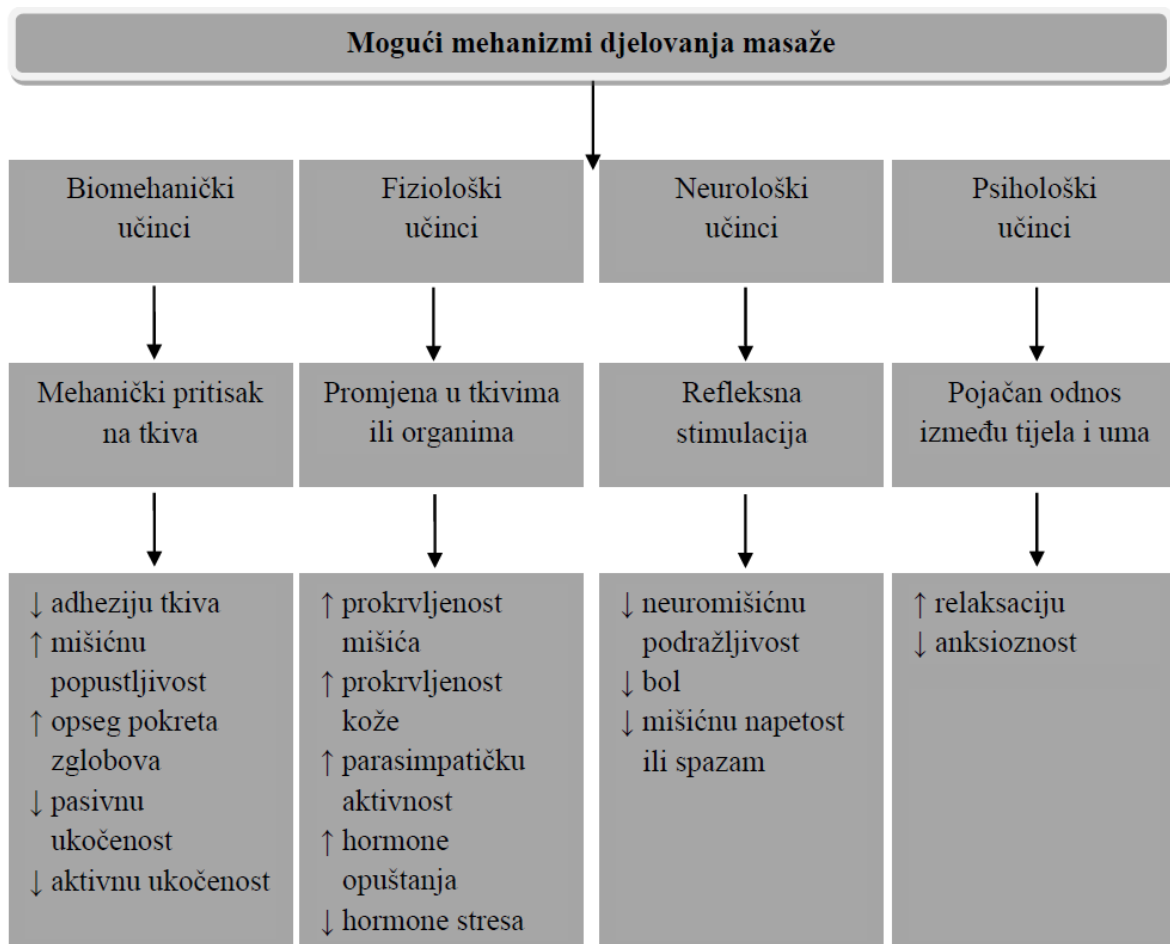 Mogući mehanizmi djelovanja masaže
Biomehanički
učinci
Fiziološki
učinci
Neurološki
učinci
Psihološki
učinci
Mehanički pritisak
na tkiva
Promjena u tkivima
ili organima
Refleksna
stimulacija
Pojačan odnos
između tijela i uma
↓ adheziju tkiva
↑ mišićnu
popustljivost
↑ opseg pokreta
zglobova
↓ pasivnu
ukočenost
↓ aktivnu ukočenost
↑ prokrvljenost
mišića
↑ prokrvljenost
kože
↑ parasimpatičku
aktivnost
↑ hormone
opuštanja
↓ hormone stresa
↓ neuromišićnu
podražljivost
↓ bol
↓ mišićnu napetost
ili spazam
↑ relaksaciju
↓ anksioznost